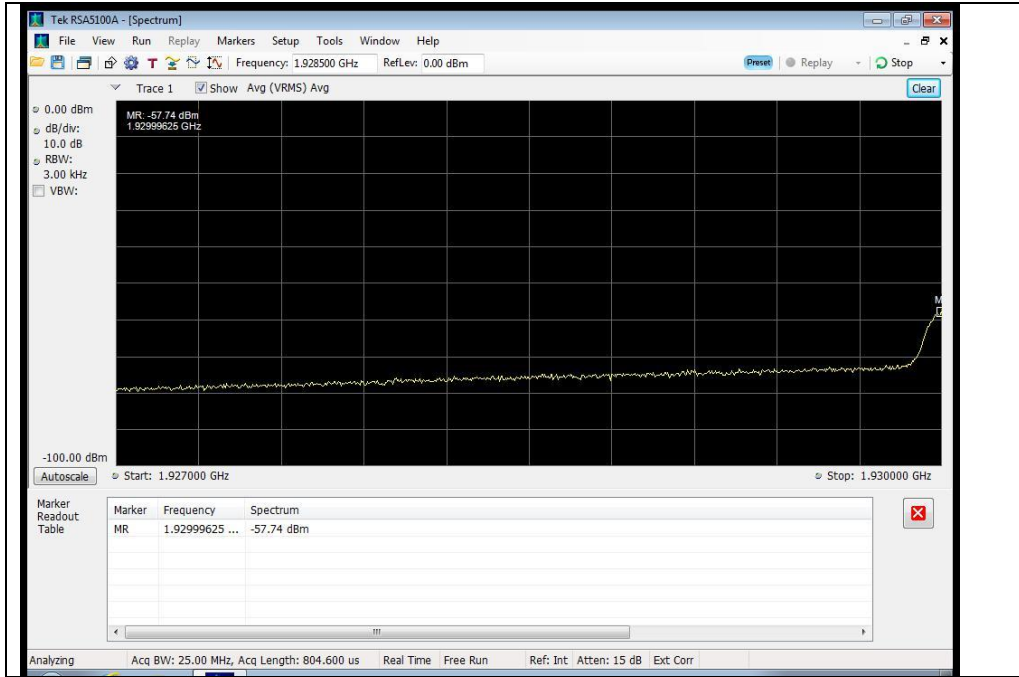 Tek RSA5100A - [Spectrum]
File View Run Replay Markers Setup Tools Window Help
T Frequency: 1.928500 GHz RefLev: 0.00 dBm Preset Replay Stop
Trace 1 Show Avg (VRMS) Avg Clear
0.00 dBm
dB/div:
10.0 dB
RBW:
3.00 kHz
VBW:
MR: -57.74 dBm
1.92999625 GHz
M
-100.00 dBm
Autoscale Start: 1.927000 GHz Stop: 1.930000 GHz
Marker
Readout
Table
Marker Frequency Spectrum
MR 1.92999625 ... -57.74 dBm
Analyzing Acq BW: 25.00 MHz, Acq Length: 804.600 us Real Time Free Run Ref: Int Atten: 15 dB Ext Corr